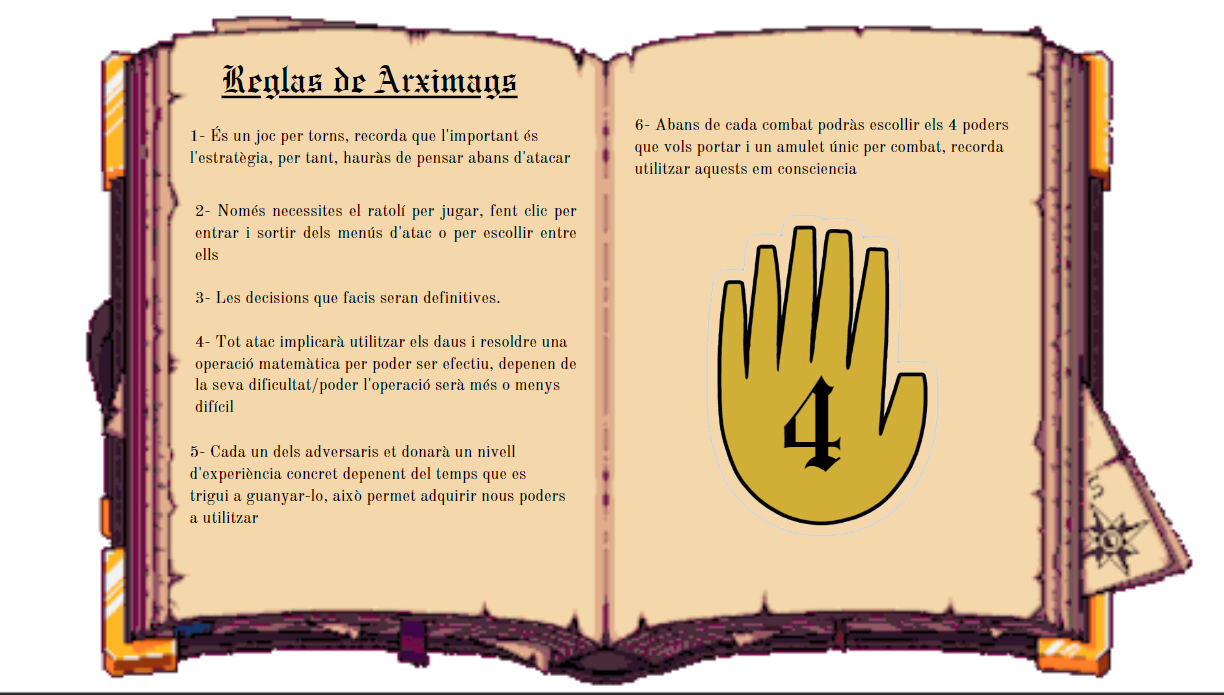 Reglas de Arximags
1- És un joc per torns, recorda que l'important és
l'estratègia, per tant, hauràs de pensar abans d'atacar
2- Només necessites el ratolí per jugar, fent clic per
entrar i sortir dels menús d'atac o per escollir entre
ells
3- Les decisions que facis seran definitives.
4- Tot atac implicarà utilitzar els daus i resoldre una
operació matemàtica per poder ser efectiu, depenen de
la seva dificultat/poder l'operació serà més o menys
difícil
5- Cada un dels adversaris et donarà un nivell
d'experiència concret depenent del temps que es
trigui a guanyar-lo, això permet adquirir nous poders
a utilitzar
6- Abans de cada combat podràs escollir els 4 poders
que vols portar i un amulet únic per combat, recorda
utilitzar aquests em consciencia
4
S